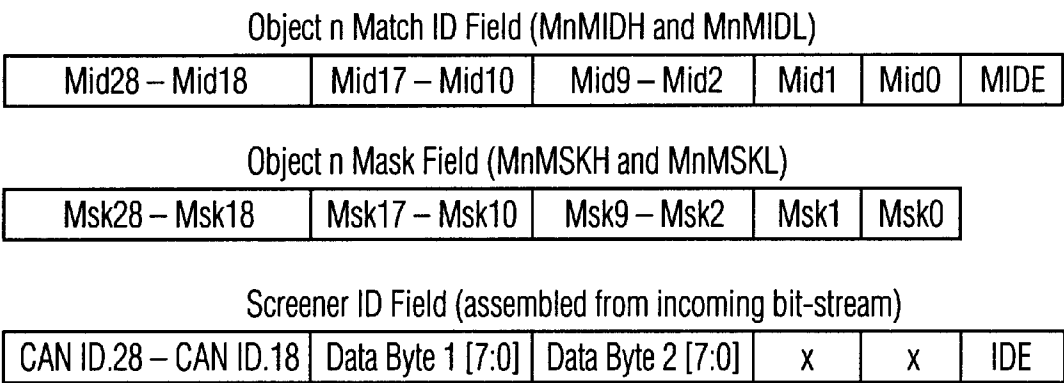 Object n Match ID Field (MnMIDH and MnMIDL)
Mid28 – Mid18 Mid17 – Mid10 Mid9 – Mid2 Mid1 Mid0 MIDE
Object n Mask Field (MnMSKH and MnMSKL)
Msk28 – Msk18 Msk17 – Msk10 Msk9 – Msk2 Msk1 Msk0
Screener ID Field (assembled from incoming bit-stream)
CAN ID.28 – CAN ID.18 Data Byte 1 [7:0] Data Byte 2 [7:0] x x IDE